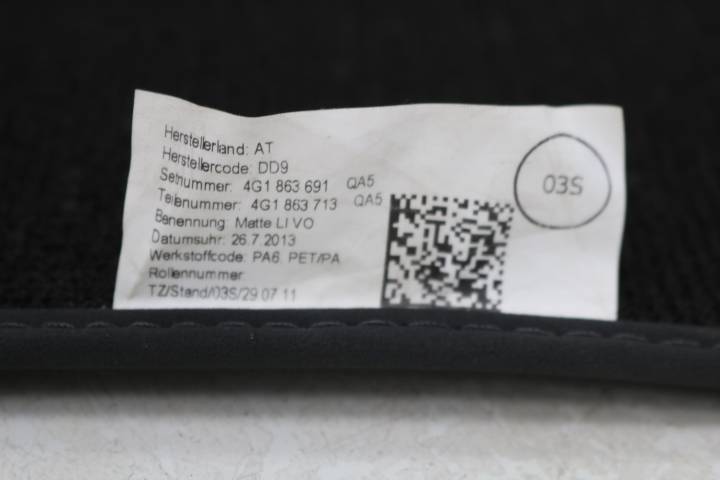 Herstellerland: AT
Herstellercode: DD9
Setnummer: 4G1 863 691 QA5
Teilenummer: 4G1 863 713 QA5
Benennung: Matte LI VO
Datumsuhr: 26.7.2013
Werkstoffcode: PA6, PET/PA
Rollennummer:
TZ/Stand/03S/29.07.11
03S